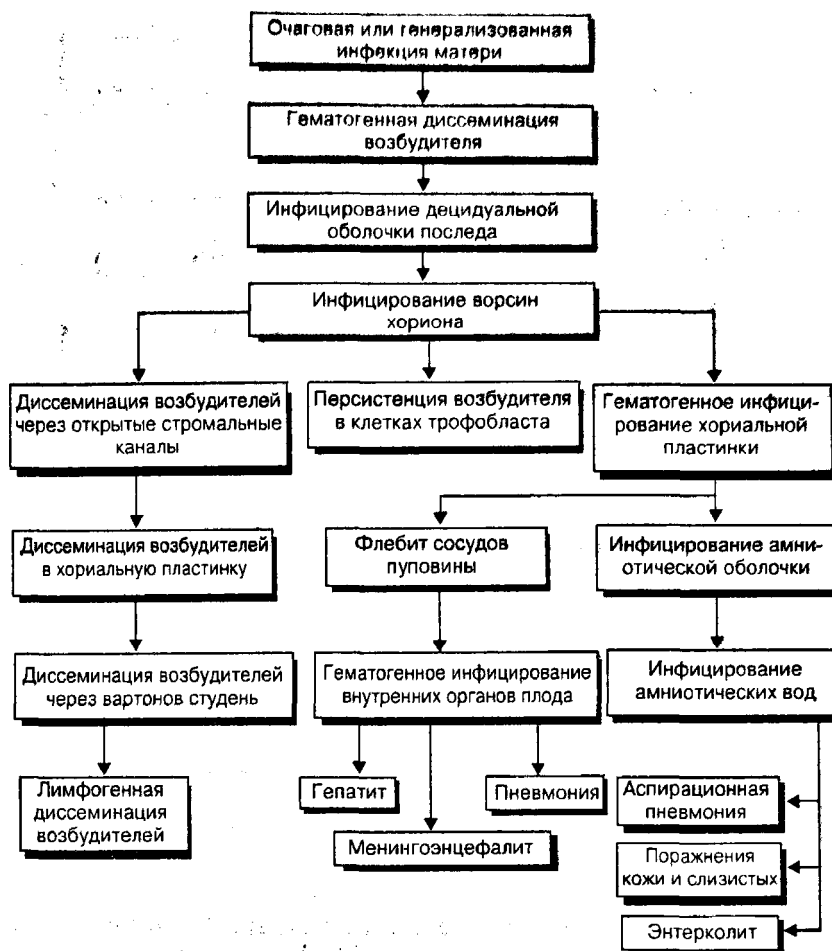 Очаговая или генерализованная
инфекция матери
Гематогенная диссеминация
возбудителя
Инфицирование децидуальной
оболочки последа
Инфицирование ворсин
хориона
Диссеминация возбудителей
через открытые стромальные
каналы
Персистенция возбудителя
в клетках трофобласта
Гематогенное инфици-
рование хориальной
пластинки
Диссеминация возбудителей
в хориальную пластинку
Флебит сосудов
пуповины
Инфицирование амни-
отической оболочки
Диссеминация возбудителей
через вартонов студень
Гематогенное инфицирование
внутренних органов плода
Инфицирование
амниотических вод
Лимфогенная
диссеминация
возбудителей
Гепатит
Пневмония
Менингоэнцефалит
Аспирационная
пневмония
Поражнения
кожи и слизистых
Энтерколит